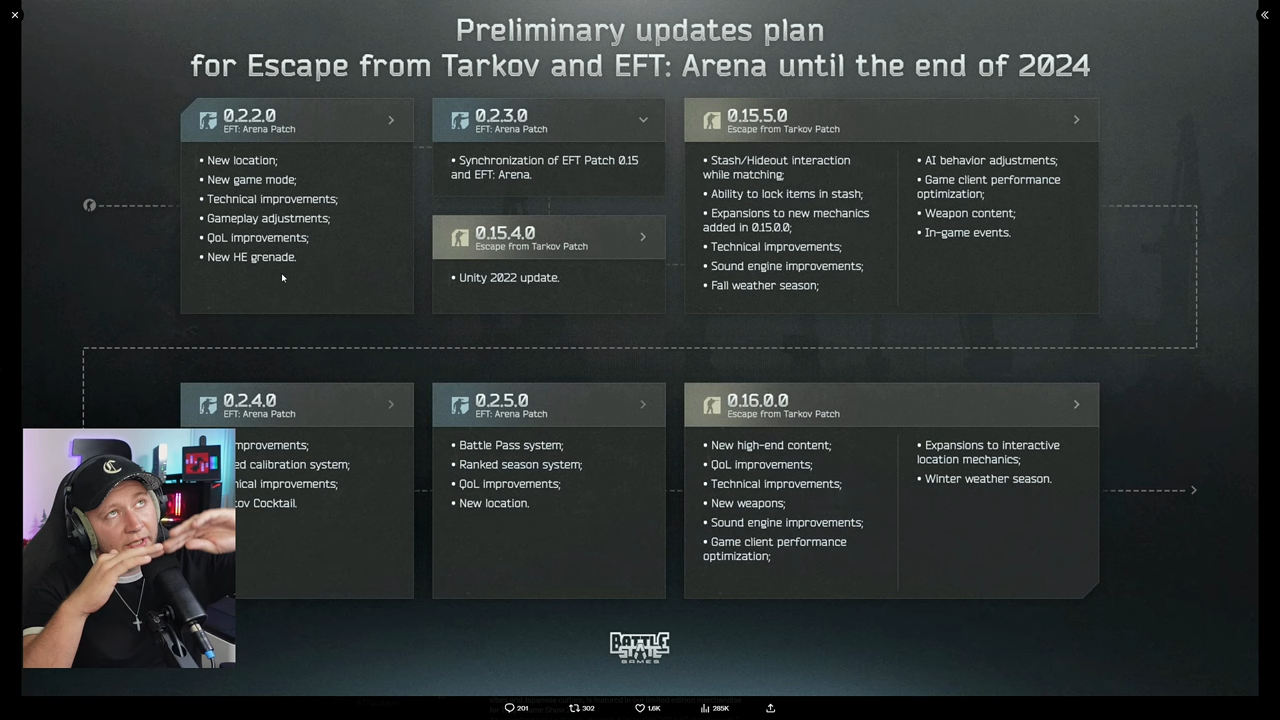 Preliminary updates plan
for Escape from Tarkov and EFT: Arena until the end of 2024
0.2.2.0
EFT: Arena Patch
• New location;
• New game mode;
• Technical improvements;
• Gameplay adjustments;
• QoL improvements;
• New HE grenade.
0.2.3.0
EFT: Arena Patch
• Synchronization of EFT Patch 0.15
and EFT: Arena.
0.15.4.0
Escape from Tarkov Patch
• Unity 2022 update.
0.15.5.0
Escape from Tarkov Patch
• Stash/Hideout interaction
while matching;
• Ability to lock items in stash;
• Expansions to new mechanics
added in 0.15.0.0;
• Technical improvements;
• Sound engine improvements;
• Fall weather season;
• AI behavior adjustments;
• Game client performance
optimization;
• Weapon content;
• In-game events.
0.2.4.0
EFT: Arena Patch
mprovements;
ed calibration system;
nical improvements;
tov Cocktail.
0.2.5.0
EFT: Arena Patch
• Battle Pass system;
• Ranked season system;
• QoL improvements;
• New location.
0.16.0.0
Escape from Tarkov Patch
• New high-end content;
• QoL improvements;
• Technical improvements;
• New weapons;
• Sound engine improvements;
• Game client performance
optimization;
• Expansions to interactive
location mechanics;
• Winter weather season.
BATTLE
STATE
GAMES
201 302 1.6K 285K